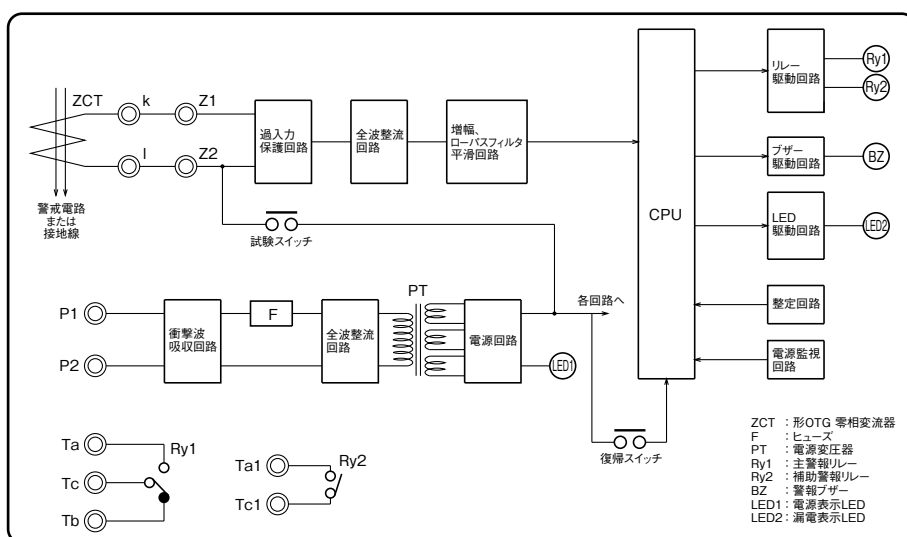 ZCT
k
Z1
l
Z2
警戒電路
または
接地線
過入力
保護回路
全波整流
回路
増幅、
ローパスフィルタ
平滑回路
試験スイッチ
CPU
リレー
駆動回路
Ry1
Ry2
ブザー
駆動回路
BZ
LED
駆動回路
LED2
整定回路
電源監視
回路
P1
P2
衝撃波
吸収回路
F
全波整流
回路
PT
電源回路
LED1
各回路へ
復帰スイッチ
Ta
Tc
Tb
Ry1
Ta1
Tc1
Ry2
ZCT :形OTG 零相変流器
F :ヒューズ
PT :電源変圧器
Ry1 :主警報リレー
Ry2 :補助警報リレー
BZ :警報ブザー
LED1:電源表示LED
LED2:漏電表示LED